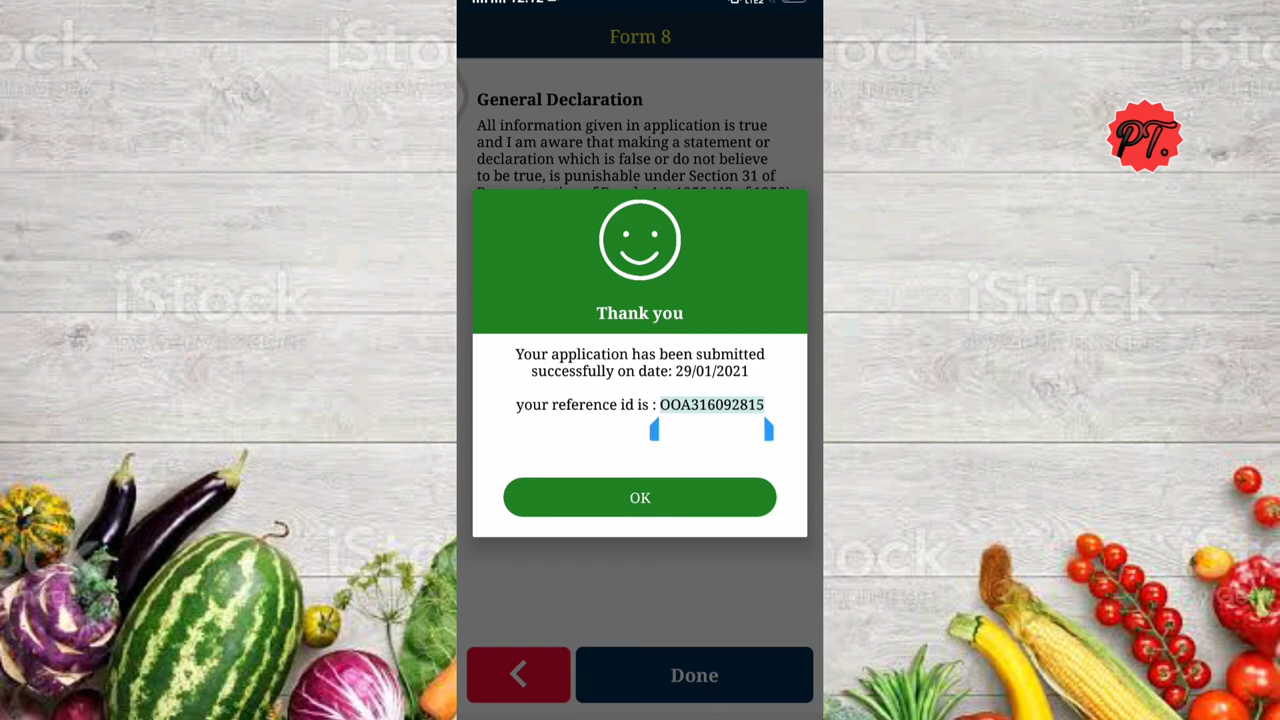 Form 8
General Declaration
All information given in application is true
and I am aware that making a statement or
declaration which is false or do not believe
to be true, is punishable under Section 31 of
Thank you
Your application has been submitted
successfully on date: 29/01/2021
your reference id is : OOA316092815
OK
Done
PT.
iStock
iStock
iStock
iStock